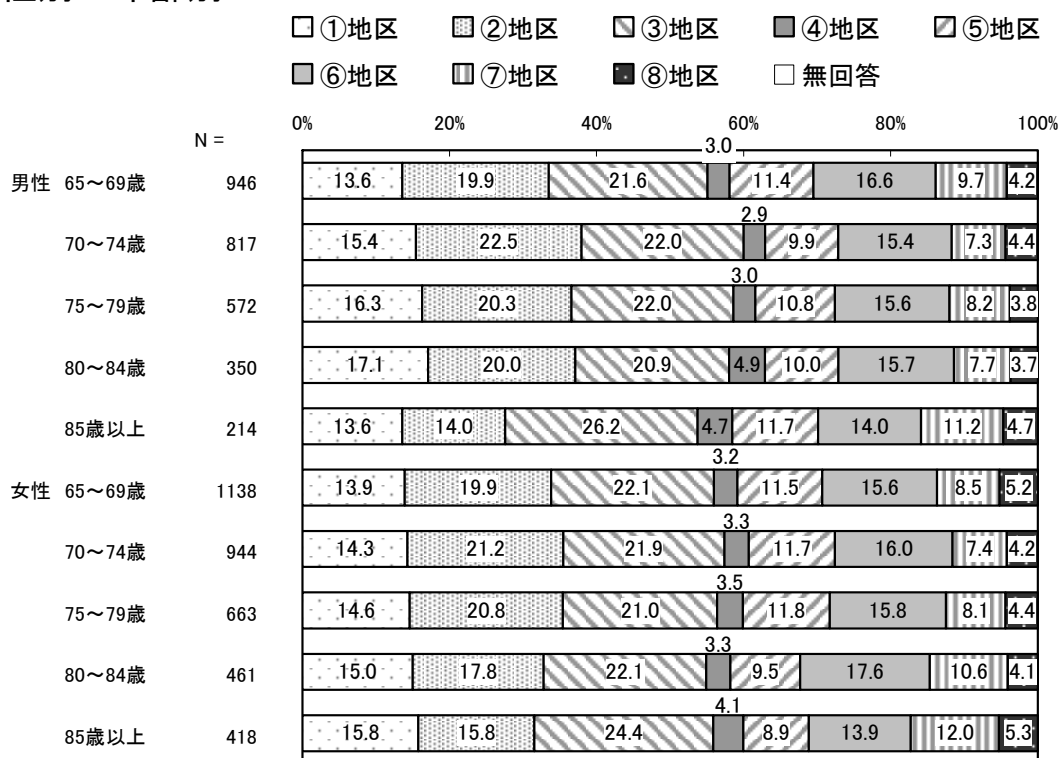 ①地区 ②地区 ③地区 ④地区 ⑤地区
⑥地区 ⑦地区 ⑧地区 無回答
0% 20% 40% 60% 80% 100%
N =
3.0
男性 65～69歳 946 13.6 19.9 21.6 11.4 16.6 9.7 4.2
2.9
70～74歳 817 15.4 22.5 22.0 9.9 15.4 7.3 4.4
3.0
75～79歳 572 16.3 20.3 22.0 10.8 15.6 8.2 3.8
80～84歳 350 17.1 20.0 20.9 4.9 10.0 15.7 7.7 3.7
85歳以上 214 13.6 14.0 26.2 4.7 11.7 14.0 11.2 4.7
3.2
女性 65～69歳 1138 13.9 19.9 22.1 11.5 15.6 8.5 5.2
3.3
70～74歳 944 14.3 21.2 21.9 11.7 16.0 7.4 4.2
3.5
75～79歳 663 14.6 20.8 21.0 11.8 15.8 8.1 4.4
3.3
80～84歳 461 15.0 17.8 22.1 9.5 17.6 10.6 4.1
4.1
85歳以上 418 15.8 15.8 24.4 8.9 13.9 12.0 5.3